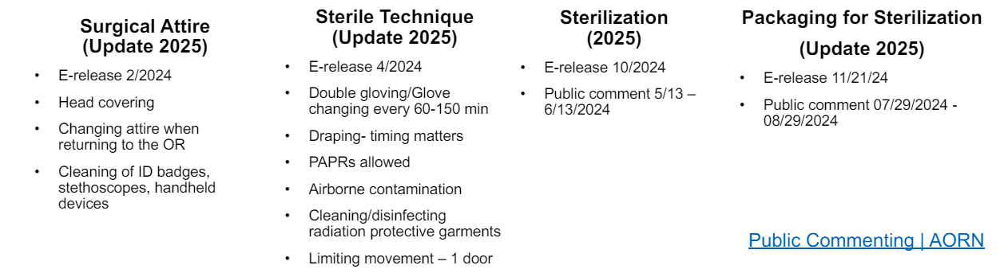 Surgical Attire
(Update 2025)
• E-release 2/2024
• Head covering
• Changing attire when
returning to the OR
• Cleaning of ID badges,
stethoscopes, handheld
devices
Sterile Technique
(Update 2025)
• E-release 4/2024
• Double gloving/Glove
changing every 60-150 min
• Draping- timing matters
• PAPRs allowed
• Airborne contamination
• Cleaning/disinfecting
radiation protective garments
• Limiting movement – 1 door
Sterilization
(2025)
• E-release 10/2024
• Public comment 5/13 –
6/13/2024
Packaging for Sterilization
(Update 2025)
• E-release 11/21/24
• Public comment 07/29/2024 -
08/29/2024
Public Commenting | AORN